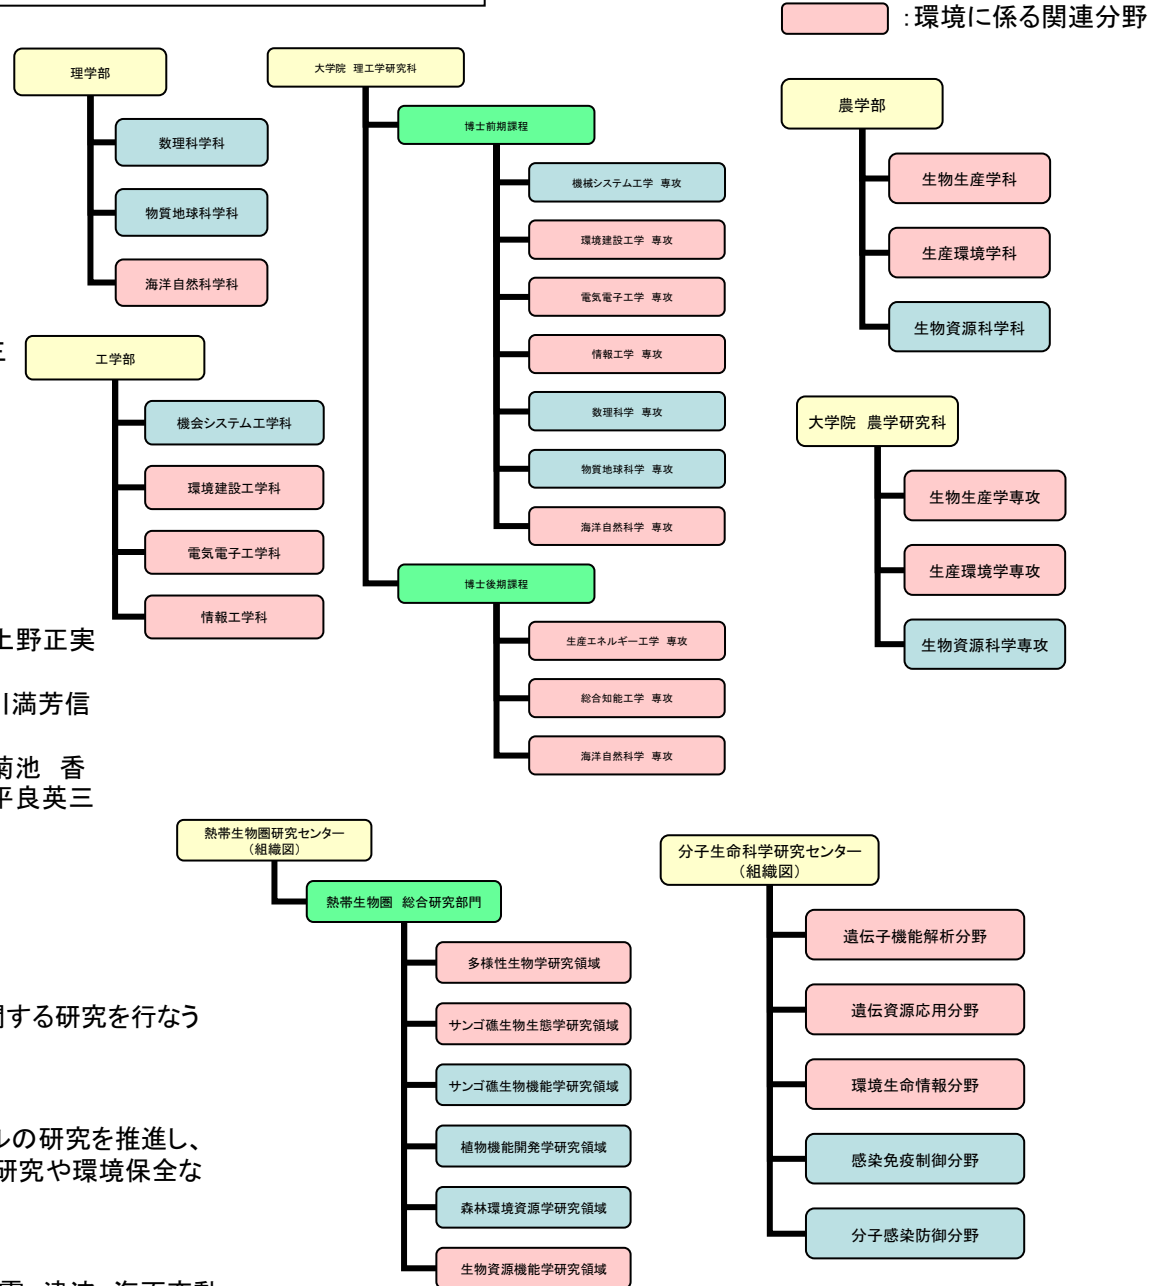 ：環境に係る関連分野
理学部
数理科学科
物質地球科学科
海洋自然科学科
工学部
機会システム工学科
環境建設工学科
電気電子工学科
情報工学科
大学院 理工学研究科
博士前期課程
機械システム工学 専攻
環境建設工学 専攻
電気電子工学 専攻
情報工学 専攻
数理科学 専攻
物質地球科学 専攻
海洋自然科学 専攻
博士後期課程
生産エネルギー工学 専攻
総合知能工学 専攻
海洋自然科学 専攻
農学部
生物生産学科
生産環境学科
生物資源科学科
大学院 農学研究科
生物生産学専攻
生産環境学専攻
生物資源科学専攻
上野正実
川満芳信
菊池 香
平良英三
熱帯生物圏研究センター
（組織図）
熱帯生物圏 総合研究部門
多様性生物学研究領域
サンゴ礁生物生態学研究領域
サンゴ礁生物機能学研究領域
植物機能開発学研究領域
森林環境資源学研究領域
生物資源機能学研究領域
分子生命科学研究センター
（組織図）
遺伝子機能解析分野
遺伝資源応用分野
環境生命情報分野
感染免疫制御分野
分子感染防御分野
関する研究を行なう
ルの研究を推進し、
研究や環境保全な